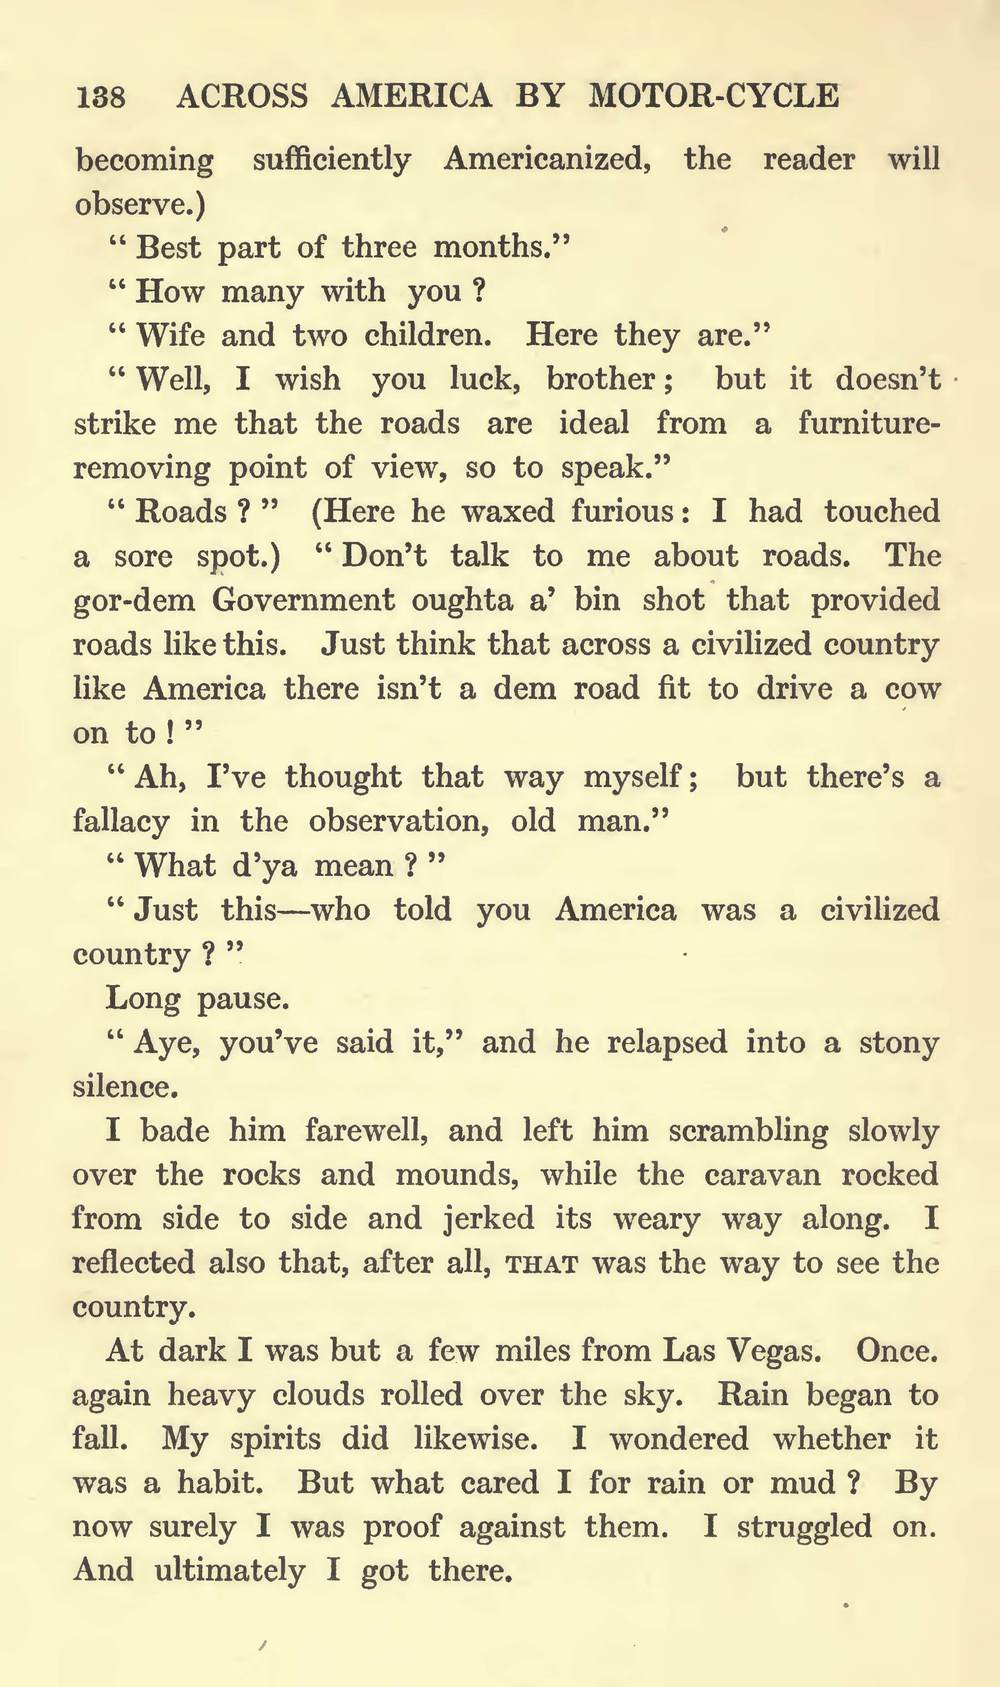 138 ACROSS AMERICA BY MOTOR-CYCLE
becoming sufficiently Americanized, the reader will
observe.)
" Best part of three months."
" How many with you ?
" Wife and two children. Here they are."
" Well, I wish you luck, brother ; but it doesn't
strike me that the roads are ideal from a furniture-
removing point of view, so to speak."
" Roads ? " (Here he waxed furious : I had touched
a sore spot.) " Don't talk to me about roads. The
gor-dem Government oughta a' bin shot that provided
roads like this. Just think that across a civilized country
like America there isn't a dem road fit to drive a cow
on to ! "
" Ah, I've thought that way myself ; but there's a
fallacy in the observation, old man."
" What d'ya mean ? "
" Just this—who told you America was a civilized
country ? "
Long pause.
" Aye, you've said it," and he relapsed into a stony
silence.
I bade him farewell, and left him scrambling slowly
over the rocks and mounds, while the caravan rocked
from side to side and jerked its weary way along. I
reflected also that, after all, THAT was the way to see the
country.
At dark I was but a few miles from Las Vegas. Once.
again heavy clouds rolled over the sky. Rain began to
fall. My spirits did likewise. I wondered whether it
was a habit. But what cared I for rain or mud ? By
now surely I was proof against them. I struggled on.
And ultimately I got there.